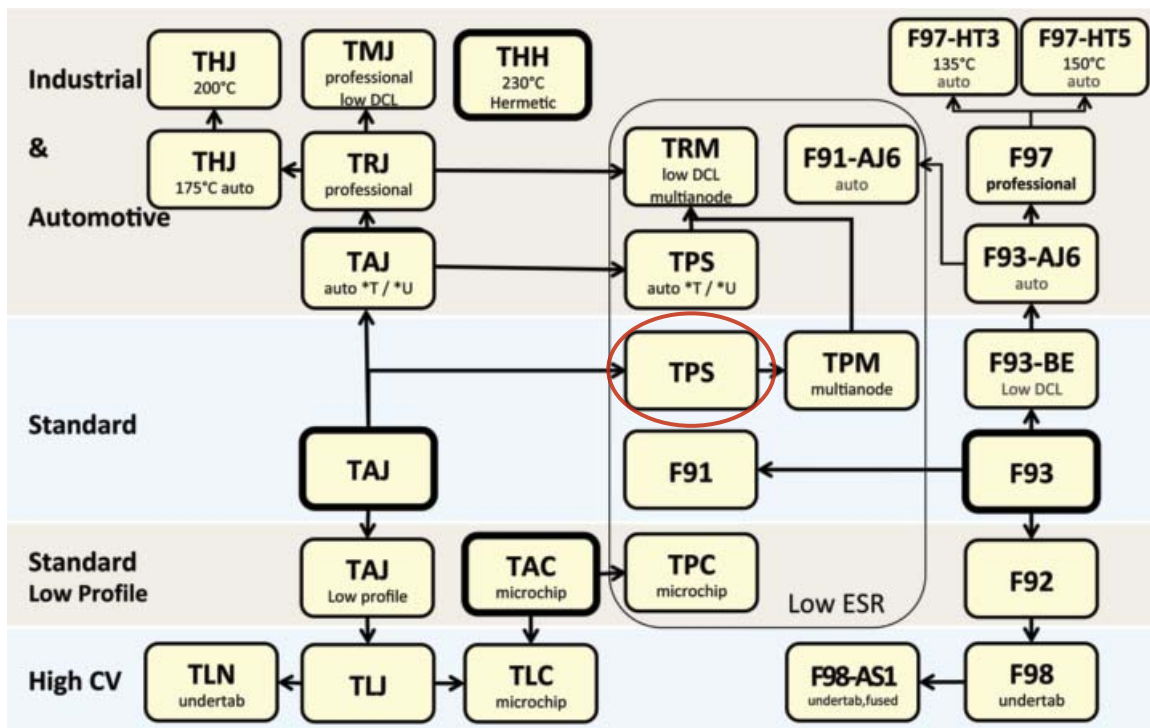 Industrial
&
Automotive
THJ
200°C
TMJ
professional
low DCL
THH
230°C
Hermetic
F97-HT3
135°C
auto
F97-HT5
150°C
auto
THJ
175°C auto
TRJ
professional
TRM
low DCL
multianode
F91-AJ6
auto
F97
professional
TAJ
auto *T / *U
TPS
auto *T / *U
F93-AJ6
auto
Standard
TPS
TPM
multianode
F93-BE
Low DCL
TAJ
F91
F93
Standard
Low Profile
TAJ
Low profile
TAC
microchip
TPC
microchip
Low ESR
F92
High CV
TLN
undertab
TLJ
TLC
microchip
F98-AS1
undertab,fused
F98
undertab